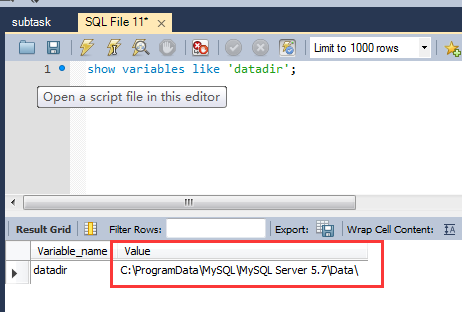 subtask
SQL File 11*
Limit to 1000 rows
1
show variables like 'datadir';
Open a script file in this editor
Result Grid
Filter Rows:
Export:
Wrap Cell Content:
Variable_name
Value
datadir
C:\ProgramData\MySQL\MySQL Server 5.7\Data\